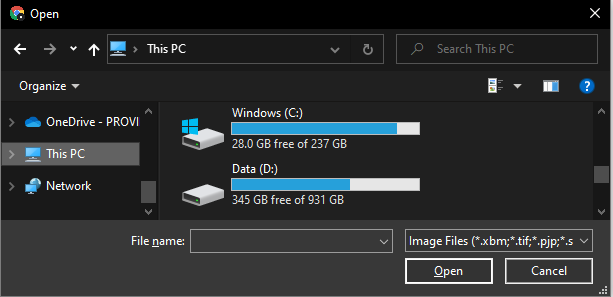 Open
This PC
Search This PC
Organize
OneDrive - PROVI
This PC
Network
Windows (C:)
28.0 GB free of 237 GB
Data (D:)
345 GB free of 931 GB
File name:
Image Files (*.xbm;*.tif;*.pjp;*.s
Open
Cancel